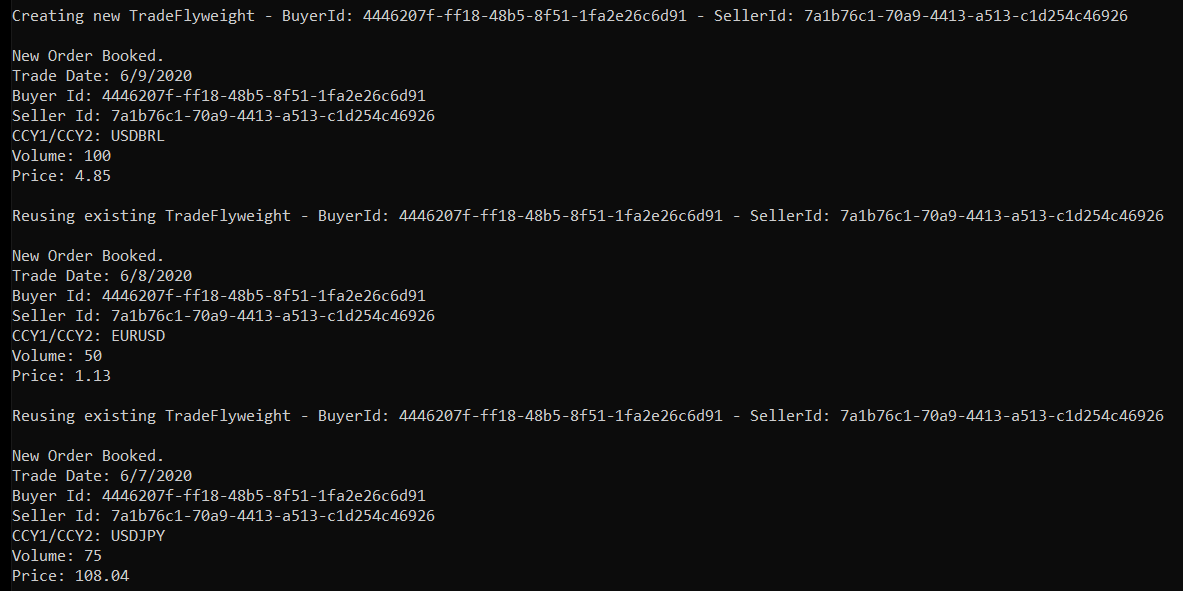 Creating new TradeFlyweight - BuyerId: 4446207f-ff18-48b5-8f51-1fa2e26c6d91 - SellerId: 7a1b76c1-70a9-4413-a513-c1d254c46926
New Order Booked.
Trade Date: 6/9/2020
Buyer Id: 4446207f-ff18-48b5-8f51-1fa2e26c6d91
Seller Id: 7a1b76c1-70a9-4413-a513-c1d254c46926
CCY1/CCY2: USDBRL
Volume: 100
Price: 4.85
Reusing existing TradeFlyweight - BuyerId: 4446207f-ff18-48b5-8f51-1fa2e26c6d91 - SellerId: 7a1b76c1-70a9-4413-a513-c1d254c46926
New Order Booked.
Trade Date: 6/8/2020
Buyer Id: 4446207f-ff18-48b5-8f51-1fa2e26c6d91
Seller Id: 7a1b76c1-70a9-4413-a513-c1d254c46926
CCY1/CCY2: EURUSD
Volume: 50
Price: 1.13
Reusing existing TradeFlyweight - BuyerId: 4446207f-ff18-48b5-8f51-1fa2e26c6d91 - SellerId: 7a1b76c1-70a9-4413-a513-c1d254c46926
New Order Booked.
Trade Date: 6/7/2020
Buyer Id: 4446207f-ff18-48b5-8f51-1fa2e26c6d91
Seller Id: 7a1b76c1-70a9-4413-a513-c1d254c46926
CCY1/CCY2: USDJPY
Volume: 75
Price: 108.04